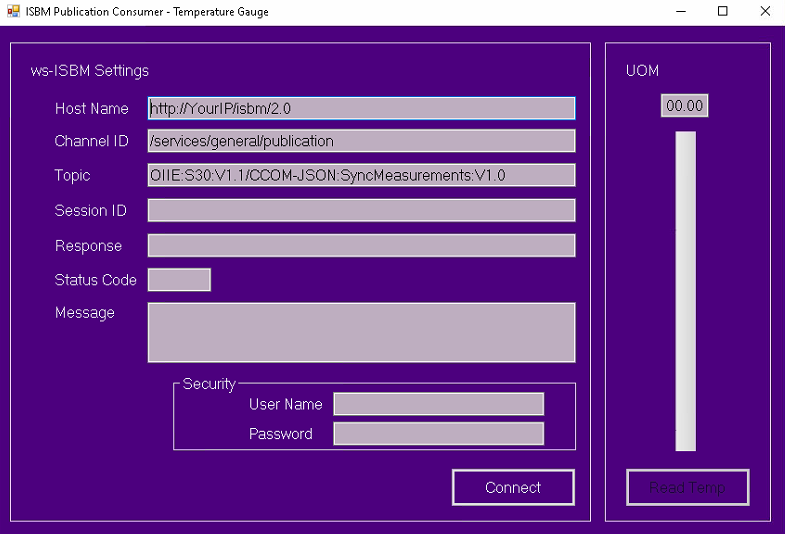 ISBM Publication Consumer - Temperature Gauge
ws-ISBM Settings
Host Name http://YourIP/isbm/2.0
Channel ID /services/general/publication
Topic OIIE:S30:V1.1/CCOM-JSON:SyncMeasurements:V1.0
Session ID
Response
Status Code
Message
Security
User Name
Password
Connect
UOM
00.00
Read Temp